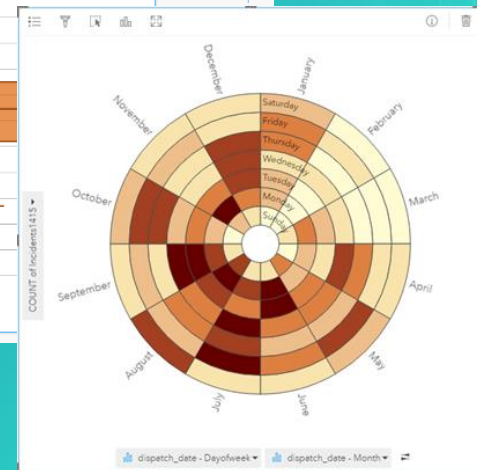 December
January
November
February
October
March
September
April
August
May
July
June
Saturday
Friday
Thursday
Wednesday
Tuesday
Monday
Sunday
COUNT of Incidents1415
dispatch_date - Dayofweek
dispatch_date - Month